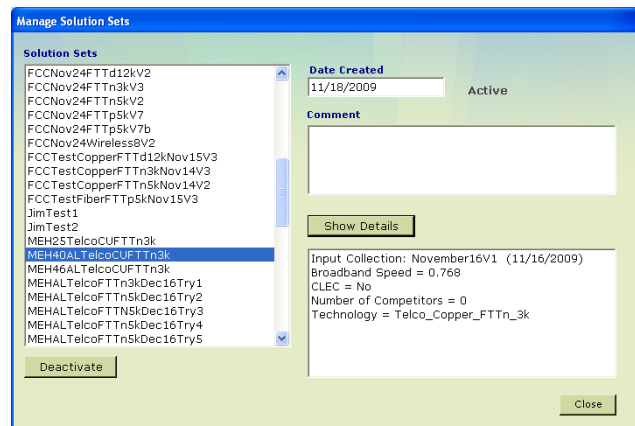 Manage Solution Sets
Solution Sets
FCCNov24FTTd12kV2
FCCNov24FTTn3kV3
FCCNov24FTTn5kV2
FCCNov24FTTp5kV7
FCCNov24FTTp5kV7b
FCCNov24Wireless8V2
FCCTestCopperFTTd12kNov15V3
FCCTestCopperFTTn3kNov14V3
FCCTestCopperFTTn5kNov14V2
FCCTestFiberFTTp5kNov15V3
JimTest1
JimTest2
MEH25TelcoCUFTTn3k
MEH40ALTelcoCUFTTn3k
MEH46ALTelcoCUFTTn3k
MEHALTelcoFTTn3kDec16Try1
MEHALTelcoFTTn5kDec16Try2
MEHALTelcoFTTN5kDec16Try3
MEHALTelcoFTTn5kDec16Try4
MEHALTelcoFTTn5kDec16Try5
Deactivate
Date Created
11/18/2009
Active
Comment
Show Details
Input Collection: November16V1 (11/16/2009)
Broadband Speed = 0.768
CLEC = No
Number of Competitors = 0
Technology = Telco_Copper_FTTn_3k
Close